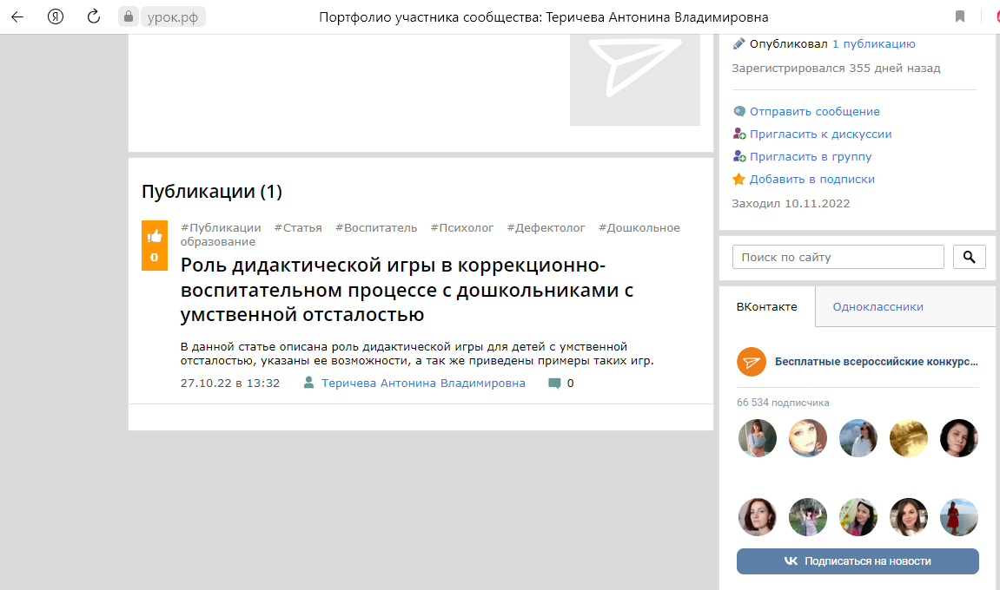 урок.рф
Портфолио участника сообщества: Теричева Антонина Владимировна
Публикации (1)
0
#Публикации #Статья #Воспитатель #Психолог #Дефектолог #Дошкольное
образование
Роль дидактической игры в коррекционно-
воспитательном процессе с дошкольниками с
умственной отсталостью
В данной статье описана роль дидактической игры для детей с умственной
отсталостью, указаны ее возможности, а так же приведены примеры таких игр.
27.10.22 в 13:32 Теричева Антонина Владимировна 0
Опубликовал 1 публикацию
Зарегистрировался 355 дней назад
Отправить сообщение
Пригласить к дискуссии
Пригласить в группу
Добавить в подписки
Заходил 10.11.2022
Поиск по сайту
ВКонтакте Одноклассники
Бесплатные всероссийские конкурс...
66 534 подписчика
Подписаться на новости